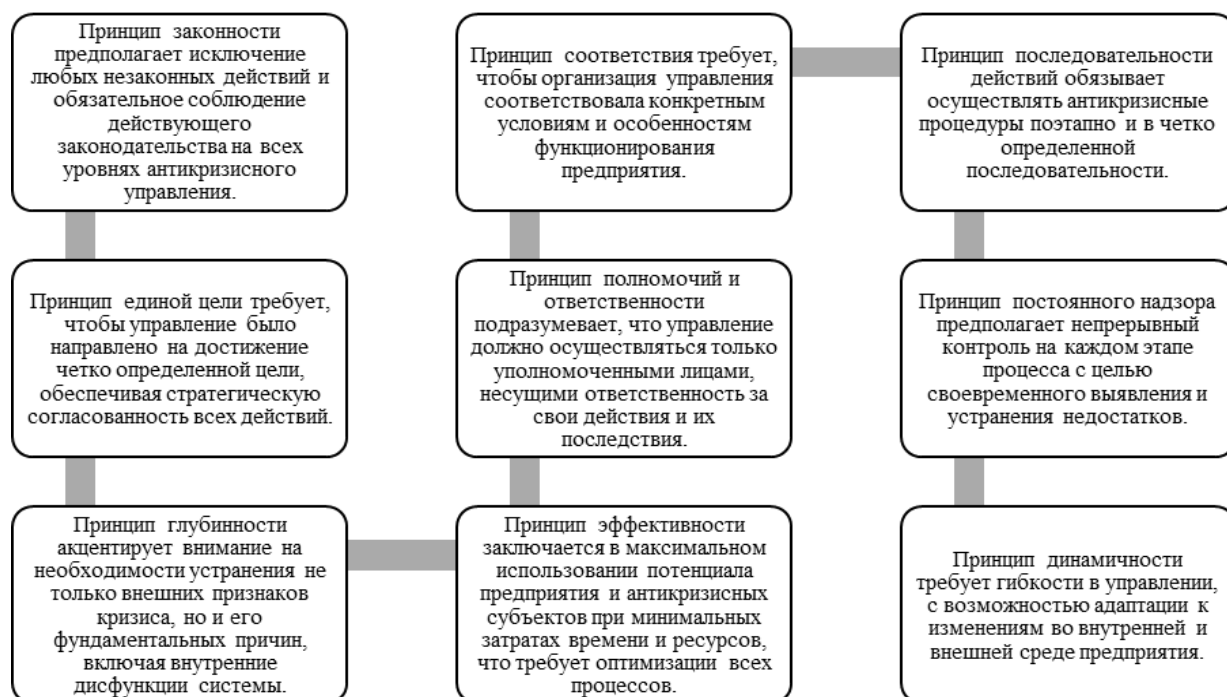 Принцип законности
предполагает исключение
любых незаконных действий и
обязательное соблюдение
действующего
законодательства на всех
уровнях антикризисного
управления.
Принцип единой цели требует,
чтобы управление было
направлено на достижение
четко определенной цели,
обеспечивая стратегическую
согласованность всех действий.
Принцип глубинности
акцентирует внимание на
необходимости устранения не
только внешних признаков
кризиса, но и его
фундаментальных причин,
включая внутренние
дисфункции системы.
Принцип эффективности
заключается в максимальном
использовании потенциала
предприятия и антикризисных
субъектов при минимальных
затратах времени и ресурсов,
что требует оптимизации всех
процессов.
Принцип полномочий и
ответственности
подразумевает, что управление
должно осуществляться только
уполномоченными лицами,
несущими ответственность за
свои действия и их
последствия.
Принцип соответствия требует,
чтобы организация управления
соответствовала конкретным
условиям и особенностям
функционирования
предприятия.
Принцип последовательности
действий обязывает
осуществлять антикризисные
процедуры поэтапно и в четко
определенной
последовательности.
Принцип постоянного надзора
предполагает непрерывный
контроль на каждом этапе
процесса с целью
своевременного выявления и
устранения недостатков.
Принцип динамичности
требует гибкости в управлении,
с возможностью адаптации к
изменениям во внутренней и
внешней среде предприятия.